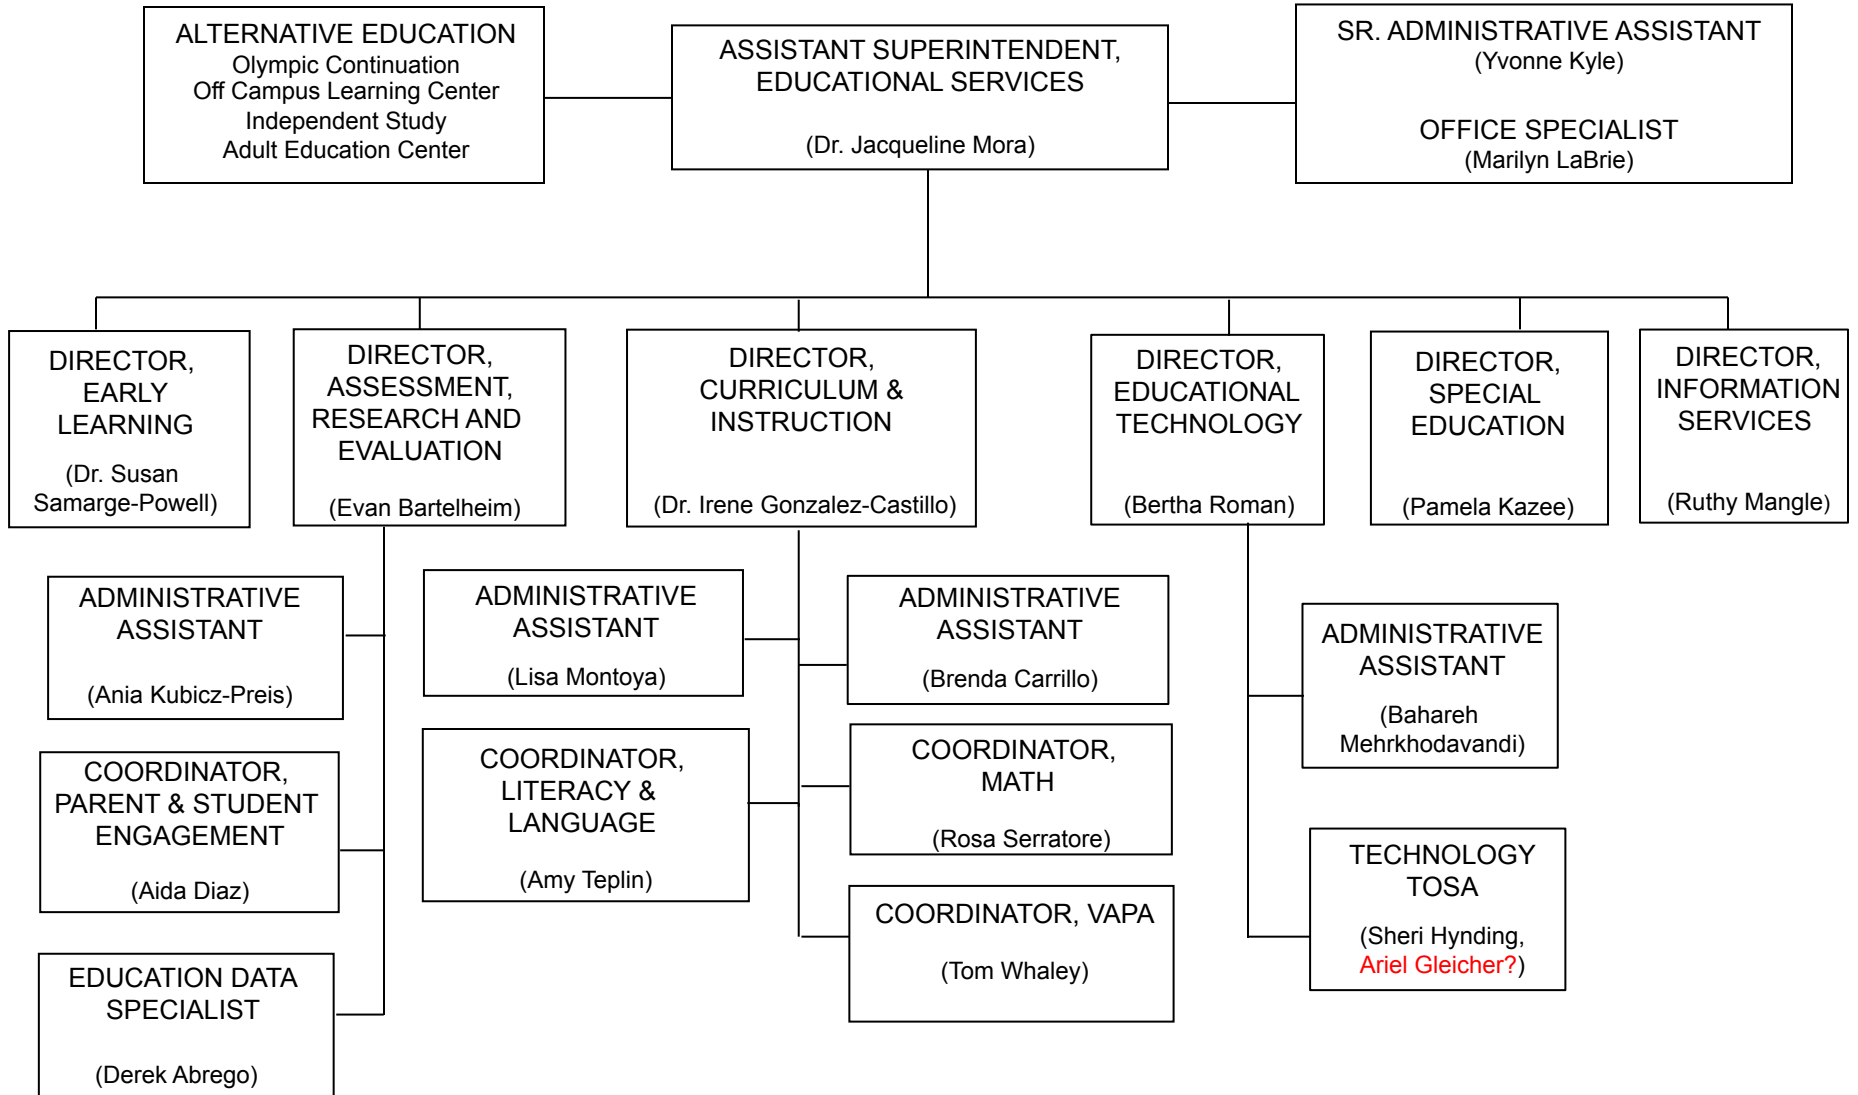 ALTERNATIVE EDUCATION
Olympic Continuation
Off Campus Learning Center
Independent Study
Adult Education Center
ASSISTANT SUPERINTENDENT,
EDUCATIONAL SERVICES
(Dr. Jacqueline Mora)
SR. ADMINISTRATIVE ASSISTANT
(Yvonne Kyle)
OFFICE SPECIALIST
(Marilyn LaBrie)
DIRECTOR,
EARLY
LEARNING
(Dr. Susan
Samarge-Powell)
DIRECTOR,
ASSESSMENT,
RESEARCH AND
EVALUATION
(Evan Bartelheim)
DIRECTOR,
CURRICULUM &
INSTRUCTION
(Dr. Irene Gonzalez-Castillo)
DIRECTOR,
EDUCATIONAL
TECHNOLOGY
(Bertha Roman)
DIRECTOR,
SPECIAL
EDUCATION
(Pamela Kazee)
DIRECTOR,
INFORMATION
SERVICES
(Ruthy Mangle)
ADMINISTRATIVE
ASSISTANT
(Ania Kubicz-Preis)
COORDINATOR,
PARENT & STUDENT
ENGAGEMENT
(Aida Diaz)
EDUCATION DATA
SPECIALIST
(Derek Abrego)
ADMINISTRATIVE
ASSISTANT
(Lisa Montoya)
COORDINATOR,
LITERACY &
LANGUAGE
(Amy Teplin)
ADMINISTRATIVE
ASSISTANT
(Brenda Carrillo)
COORDINATOR,
MATH
(Rosa Serratore)
COORDINATOR, VAPA
(Tom Whaley)
ADMINISTRATIVE
ASSISTANT
(Bahareh
Mehrkhodavandi)
TECHNOLOGY
TOSA
(Sheri Hynding,
Ariel Gleicher?)